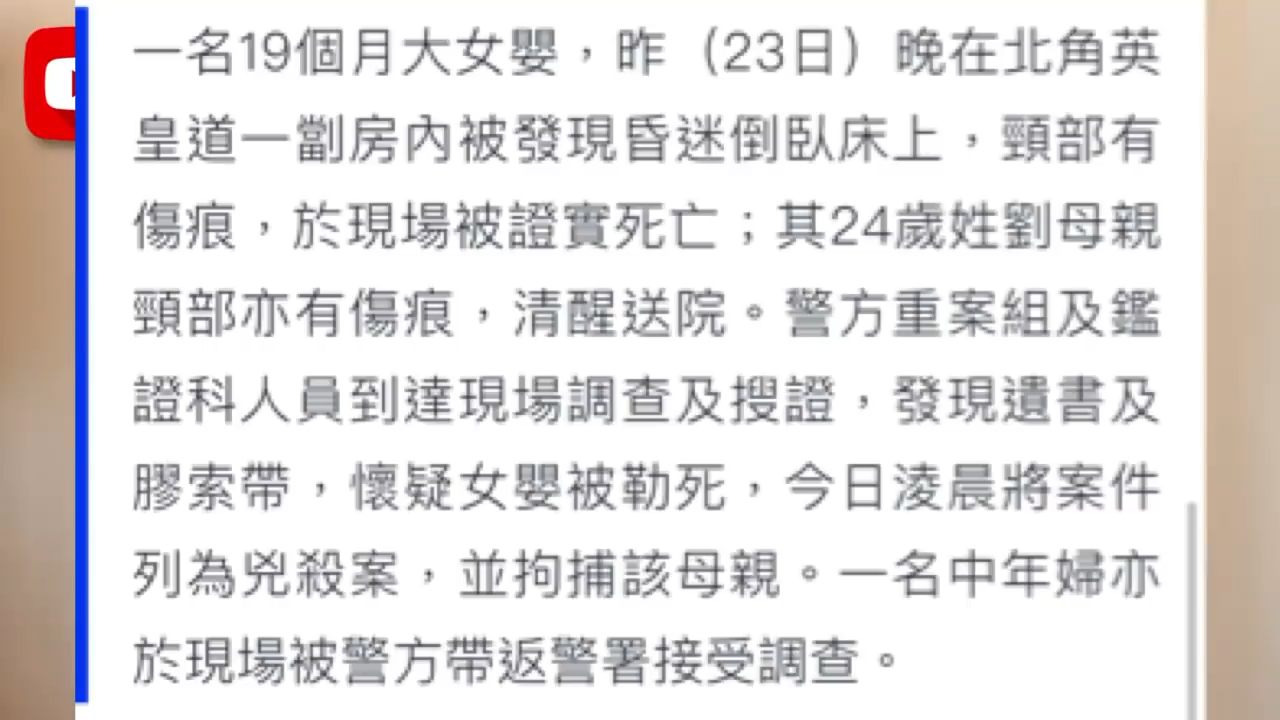 一名19個月大女嬰，昨（23日）晚在北角英
皇道一劏房內被發現昏迷倒臥床上，頸部有
傷痕，於現場被證實死亡；其24歲姓劉母親
頸部亦有傷痕，清醒送院。警方重案組及鑑
證科人員到達現場調查及搜證，發現遺書及
膠索帶，懷疑女嬰被勒死，今日淩晨將案件
列為兇殺案，並拘捕該母親。一名中年婦亦
於現場被警方帶返警署接受調查。